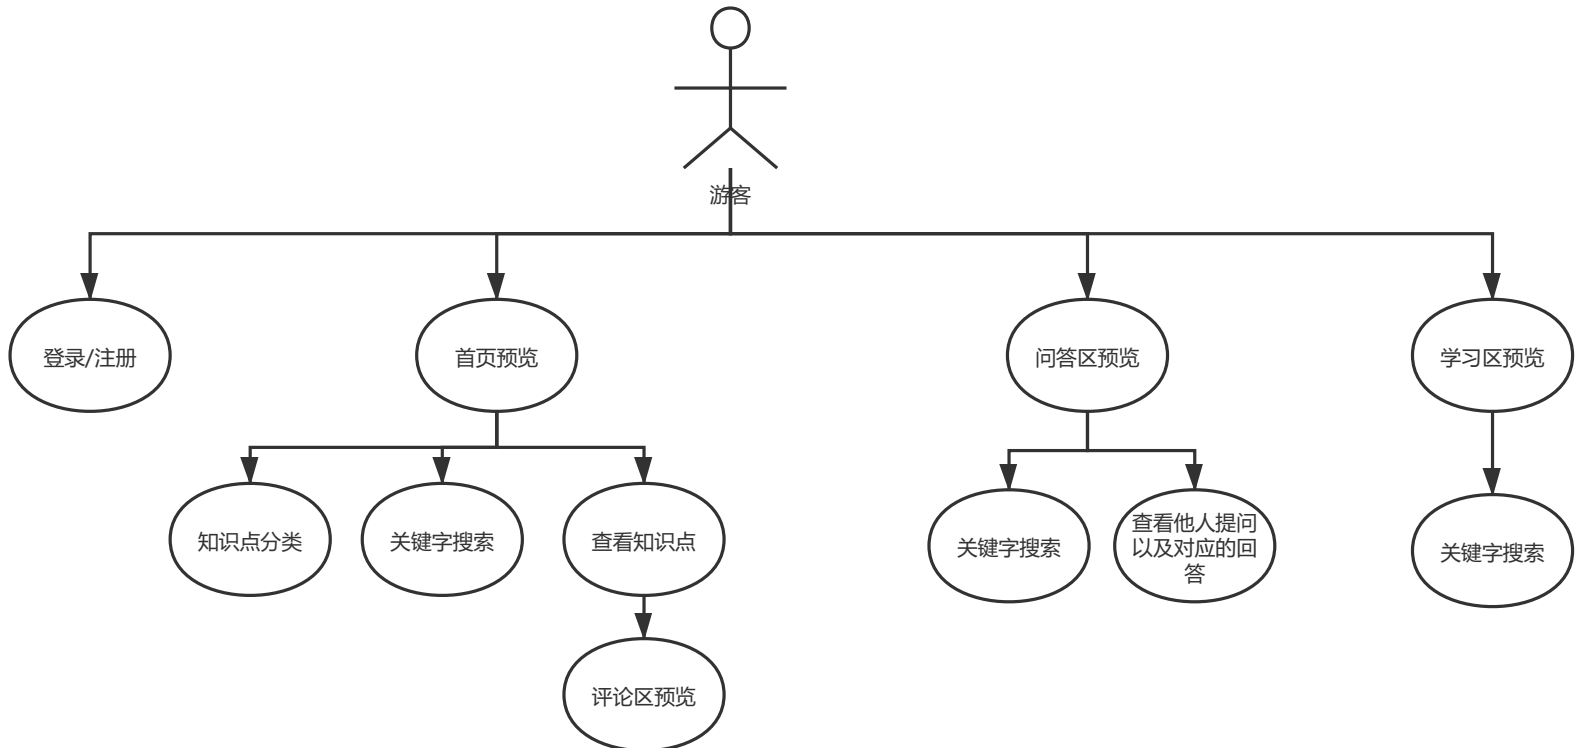 游客
登录/注册
首页预览
问答区预览
学习区预览
知识点分类
关键字搜索
查看知识点
关键字搜索
查看他人提问
以及对应的回
答
关键字搜索
评论区预览